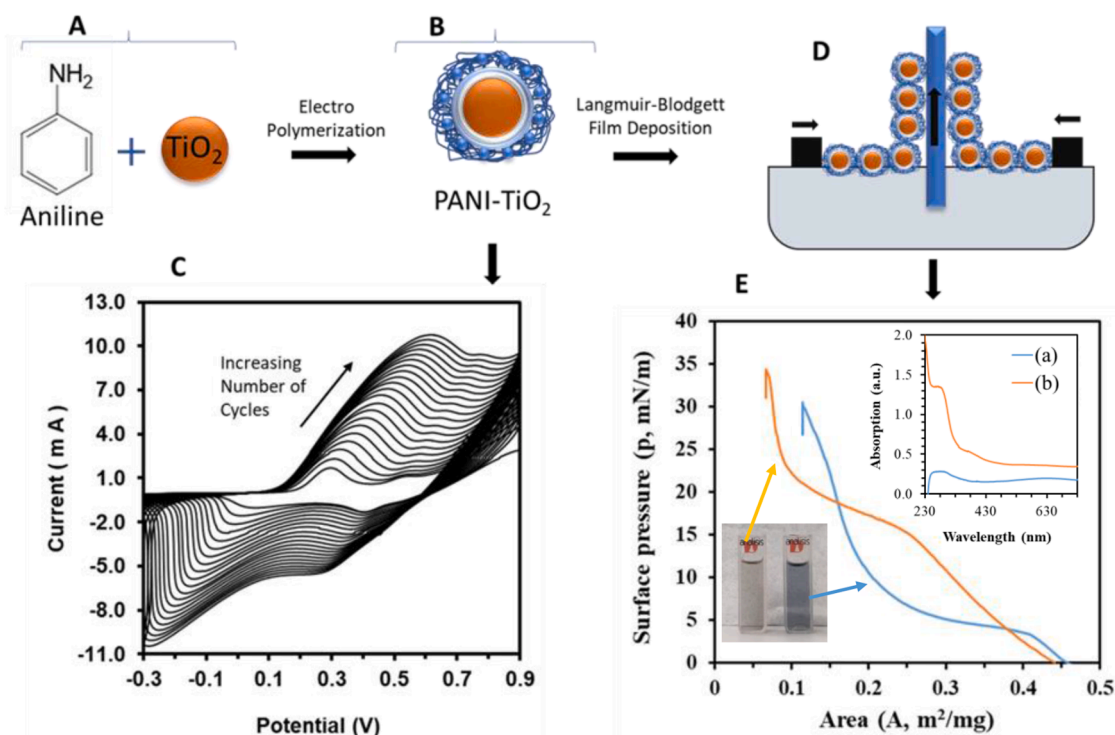 A
NH2
Aniline
+
TiO2
Electro
Polymerization
B
PANI-TiO2
Langmuir-Blodgett
Film Deposition
D
C
13.0
10.0
7.0
4.0
1.0
-2.0
-5.0
-8.0
-11.0
Current ( m A )
Increasing
Number of
Cycles
-0.3 -0.1 0.1 0.3 0.5 0.7 0.9
Potential (V)
E
40
35
30
25
20
15
10
5
0
Surface pressure (p, mN/m)
0 0.1 0.2 0.3 0.4 0.5
Area (A, m²/mg)
2.0
1.5
1.0
0.5
0.0
Absorption (a.u.)
(a)
(b)
230 430 630
Wavelength (nm)